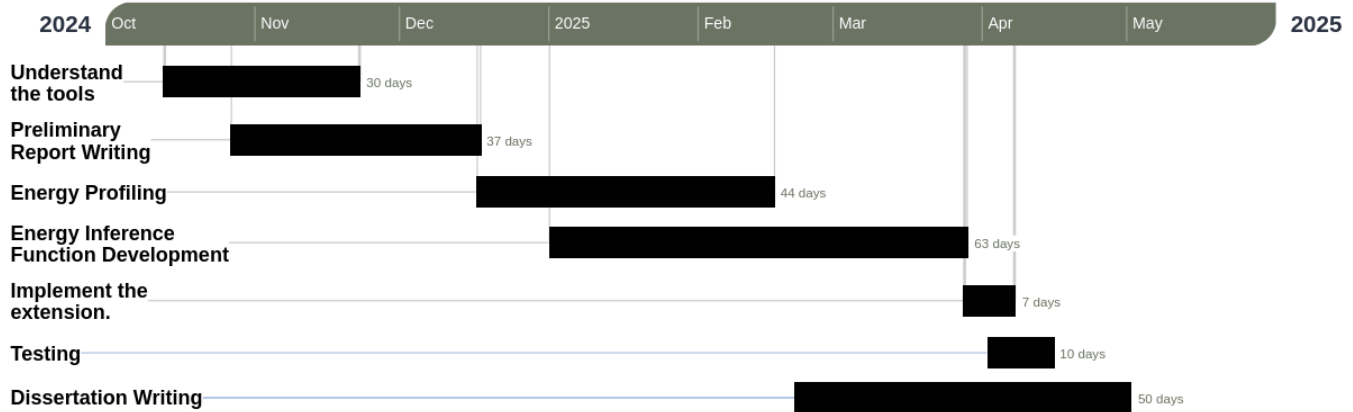 2024 Oct Nov Dec 2025 Feb Mar Apr May 2025
Understand
the tools
30 days
Preliminary
Report Writing
37 days
Energy Profiling 44 days
Energy Inference
Function Development
63 days
Implement the
extension.
7 days
Testing 10 days
Dissertation Writing 50 days